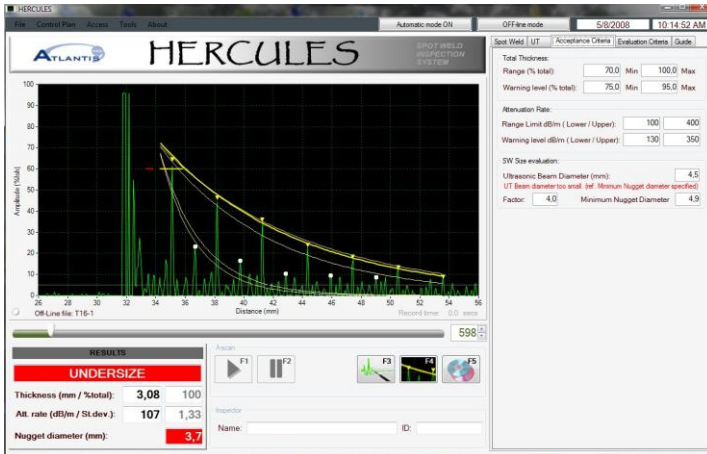 HERCULES
File Control Plan Access Tools About Automatic mode ON OFF-line mode 5/8/2008 10:14:52 AM
ATLANTIS HERCULES SPOT WELD INSPECTION SYSTEM
Spot Weld UT Acceptance Criteria Evaluation Criteria Guide
Total Thickness:
Range (% total): 70,0 Min 100,0 Max
Warning level (% total): 75,0 Min 95,0 Max
Attenuation Rate:
Range Limit dB/m ( Lower / Upper): 100 400
Warning level dB/m ( Lower / Upper): 130 350
SW Size evaluation:
Ultrasonic Beam Diameter (mm): 4,5
UT Beam diameter too small. (ref. Minimum Nugget diameter specified)
Factor: 4,0 Minimum Nugget Diameter 4,9
Amplitude (%fsh)
100
90
80
70
60
50
40
30
20
10
0
26 28 30 32 34 36 38 40 42 44 46 48 50 52 54 56
Off-Line file: T16-1 Distance (mm) Record time: 0.0 secs
598
RESULTS
UNDERSIZE
Thickness (mm / %total): 3,08 100
Att. rate (dB/m / St.dev.): 107 1,33
Nugget diameter (mm): 3,7
Ascan
F1 F2 F3 F4 F5
Inspector
Name: ID: